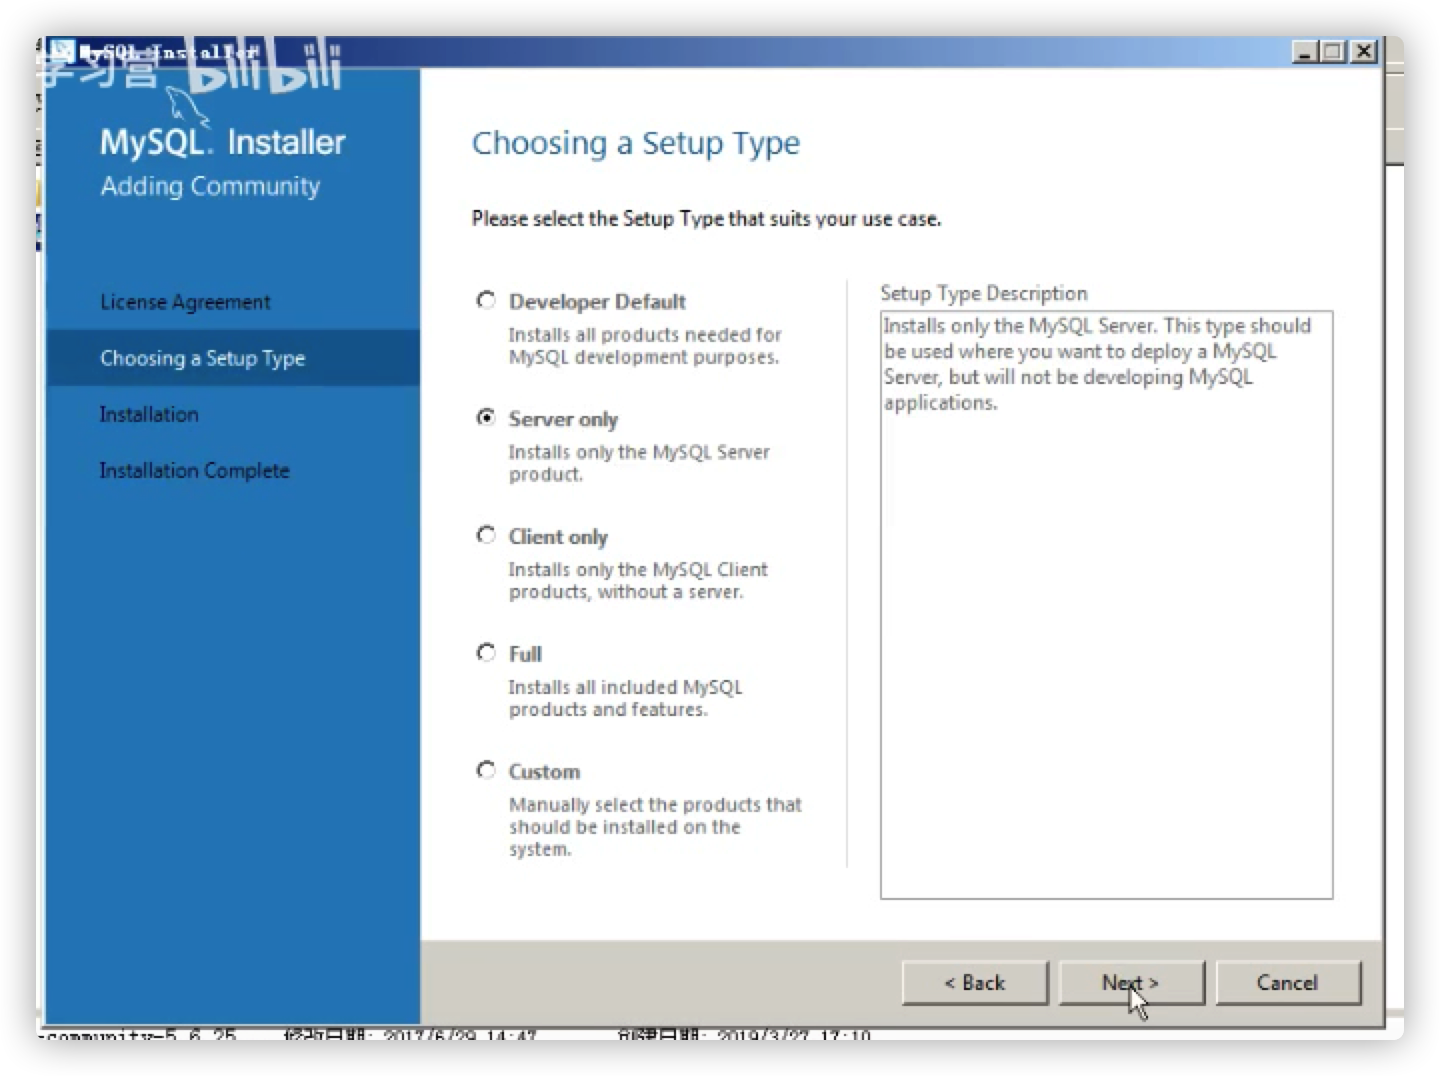 MySQL Installer
学习营 bilibili
MySQL. Installer
Adding Community
License Agreement
Choosing a Setup Type
Installation
Installation Complete
Choosing a Setup Type
Please select the Setup Type that suits your use case.
Developer Default
Installs all products needed for
MySQL development purposes.
Server only
Installs only the MySQL Server
product.
Client only
Installs only the MySQL Client
products, without a server.
Full
Installs all included MySQL
products and features.
Custom
Manually select the products that
should be installed on the
system.
Setup Type Description
Installs only the MySQL Server. This type should
be used where you want to deploy a MySQL
Server, but will not be developing MySQL
applications.
< Back
Next >
Cancel
-community-5.6.25 修改日期: 2017/6/29 14:47 创建日期: 2019/3/27 17:10